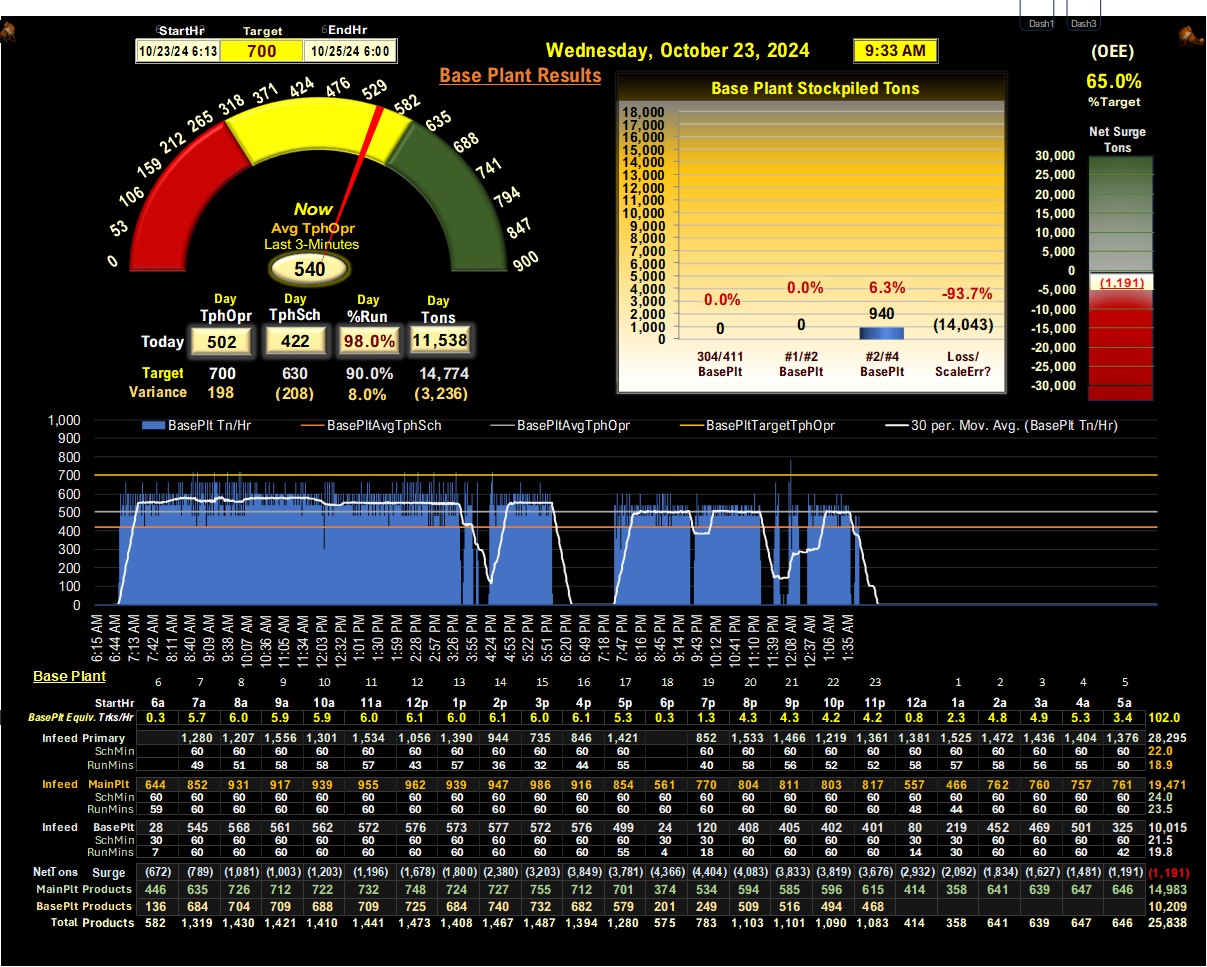 Dash1 Dash3
StartHr Target EndHr
10/23/24 6:13 700 10/25/24 6:00
Wednesday, October 23, 2024 9:33 AM
(OEE)
65.0%
%Target
Base Plant Results
0 53 106 159 212 265 318 371 424 476 529 582 635 688 741 794 847 900
Now
Avg TphOpr
Last 3-Minutes
540
Day Day Day Day
TphOpr TphSch %Run Tons
Today 502 422 98.0% 11,538
Target 700 630 90.0% 14,774
Variance 198 (208) 8.0% (3,236)
Base Plant Stockpiled Tons
18,000
17,000
16,000
15,000
14,000
13,000
12,000
11,000
10,000
9,000
8,000
7,000
6,000
5,000
4,000
3,000
2,000
1,000
0
0.0% 0.0% 6.3% -93.7%
0 0 940 (14,043)
304/411 #1/#2 #2/#4 Loss/
BasePlt BasePlt BasePlt ScaleErr?
Net Surge
Tons
30,000
25,000
20,000
15,000
10,000
5,000
0
(1,191)
-5,000
-10,000
-15,000
-20,000
-25,000
-30,000
BasePlt Tn/Hr BasePltAvgTphSch BasePltAvgTphOpr BasePltTargetTphOpr 30 per. Mov. Avg. (BasePlt Tn/Hr)
1,000
900
800
700
600
500
400
300
200
100
0
6:15 AM 6:44 AM 7:13 AM 7:42 AM 8:11 AM 8:40 AM 9:09 AM 9:38 AM 10:07 AM 10:36 AM 11:05 AM 11:34 AM 12:03 PM 12:32 PM 1:01 PM 1:30 PM 1:59 PM 2:28 PM 2:57 PM 3:26 PM 3:55 PM 4:24 PM 4:53 PM 5:22 PM 5:51 PM 6:20 PM 6:49 PM 7:18 PM 7:47 PM 8:16 PM 8:45 PM 9:14 PM 9:43 PM 10:12 PM 10:41 PM 11:10 PM 11:39 PM 12:08 AM 12:37 AM 1:06 AM 1:35 AM
Base Plant 6 7 8 9 10 11 12 13 14 15 16 17 18 19 20 21 22 23 1 2 3 4 5
StartHr 6a 7a 8a 9a 10a 11a 12p 1p 2p 3p 4p 5p 6p 7p 8p 9p 10p 11p 12a 1a 2a 3a 4a 5a
BasePlt Equiv. Trks/Hr 0.3 5.7 6.0 5.9 5.9 6.0 6.1 6.0 6.1 6.0 6.1 5.3 0.3 1.3 4.3 4.3 4.2 4.2 0.8 2.3 4.8 4.9 5.3 3.4 102.0
Infeed Primary 1,280 1,207 1,556 1,301 1,534 1,056 1,390 944 735 846 1,421 852 1,533 1,466 1,219 1,361 1,381 1,525 1,472 1,436 1,404 1,376 28,295
SchMin 60 60 60 60 60 60 60 60 60 60 60 60 60 60 60 60 60 60 60 60 60 60 22.0
RunMins 49 51 58 58 57 43 57 36 32 44 55 40 58 56 52 52 58 57 58 56 55 50 18.9
Infeed MainPlt 644 852 931 917 939 955 962 939 947 986 916 854 561 770 804 811 803 817 557 466 762 760 757 761 19,471
SchMin 60 60 60 60 60 60 60 60 60 60 60 60 60 60 60 60 60 60 60 60 60 60 60 60 24.0
RunMins 59 60 60 60 60 60 60 60 60 60 60 60 60 60 60 60 60 60 48 44 60 60 60 60 23.5
Infeed BasePlt 28 545 568 561 562 572 576 573 577 572 576 499 24 120 408 405 402 401 80 219 452 469 501 325 10,015
SchMin 30 60 60 60 60 60 60 60 60 60 60 60 30 30 60 60 60 60 30 30 60 60 60 60 21.5
RunMins 7 60 60 60 60 60 60 60 60 60 60 55 4 18 60 60 60 60 14 30 60 60 60 42 19.8
NetTons Surge (672) (789) (1,081) (1,003) (1,203) (1,196) (1,678) (1,800) (2,380) (3,203) (3,849) (3,781) (4,366) (4,404) (4,083) (3,833) (3,819) (3,676) (2,932) (2,092) (1,834) (1,627) (1,481) (1,191) (1,191)
MainPlt Products 446 635 726 712 722 732 748 724 727 755 712 701 374 534 594 585 596 615 414 358 641 639 647 646 14,983
BasePlt Products 136 684 704 709 688 709 725 684 740 732 682 579 201 249 509 516 494 468 10,209
Total Products 582 1,319 1,430 1,421 1,410 1,441 1,473 1,408 1,467 1,487 1,394 1,280 575 783 1,103 1,101 1,090 1,083 414 358 641 639 647 646 25,838